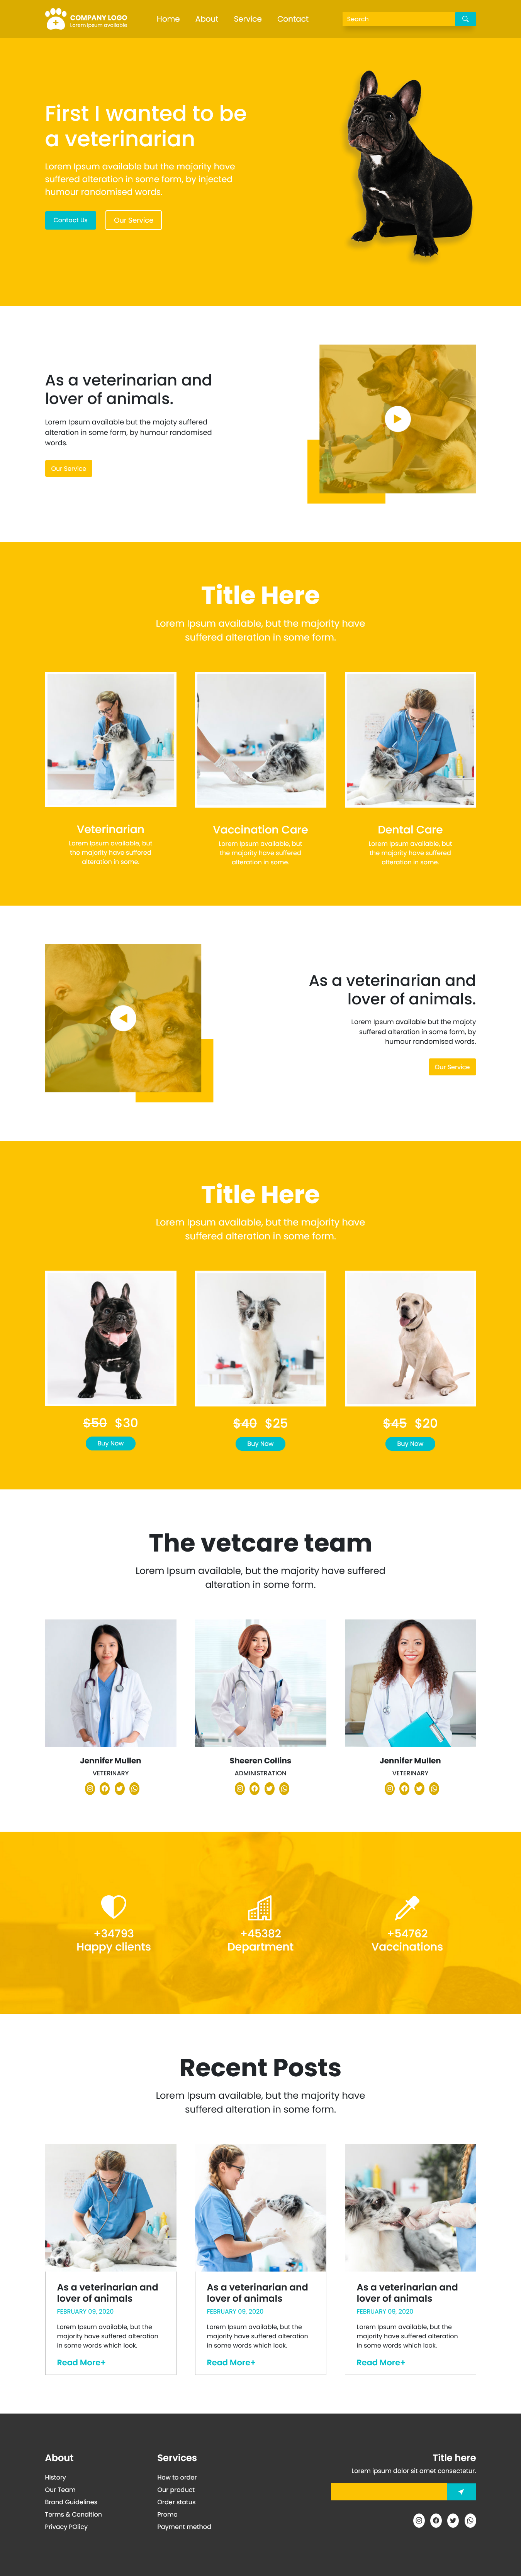 COMPANY LOGO
Lorem Ipsum available
Home
About
Service
Contact
Search
First I wanted to be
a veterinarian
Lorem Ipsum available but the majority have
suffered alteration in some form, by injected
humour randomised words.
Contact Us
Our Service
As a veterinarian and
lover of animals.
Lorem Ipsum available but the majoty suffered
alteration in some form, by humour randomised
words.
Our Service
Title Here
Lorem Ipsum available, but the majority have
suffered alteration in some form.
Veterinarian
Lorem Ipsum available, but
the majority have suffered
alteration in some.
Vaccination Care
Lorem Ipsum available, but
the majority have suffered
alteration in some.
Dental Care
Lorem Ipsum available, but
the majority have suffered
alteration in some.
As a veterinarian and
lover of animals.
Lorem Ipsum available but the majoty
suffered alteration in some form, by
humour randomised words.
Our Service
Title Here
Lorem Ipsum available, but the majority have
suffered alteration in some form.
$50 $30
Buy Now
$40 $25
Buy Now
$45 $20
Buy Now
The vetcare team
Lorem Ipsum available, but the majority have suffered
alteration in some form.
Jennifer Mullen
VETERINARY
Sheeren Collins
ADMINISTRATION
Jennifer Mullen
VETERINARY
+34793
Happy clients
+45382
Department
+54762
Vaccinations
Recent Posts
Lorem Ipsum available, but the majority have
suffered alteration in some form.
As a veterinarian and
lover of animals
FEBRUARY 09, 2020
Lorem Ipsum available, but the
majority have suffered alteration
in some words which look.
Read More+
As a veterinarian and
lover of animals
FEBRUARY 09, 2020
Lorem Ipsum available, but the
majority have suffered alteration
in some words which look.
Read More+
As a veterinarian and
lover of animals
FEBRUARY 09, 2020
Lorem Ipsum available, but the
majority have suffered alteration
in some words which look.
Read More+
About
History
Our Team
Brand Guidelines
Terms & Condition
Privacy POlicy
Services
How to order
Our product
Order status
Promo
Payment method
Title here
Lorem ipsum dolor sit amet consectetur.